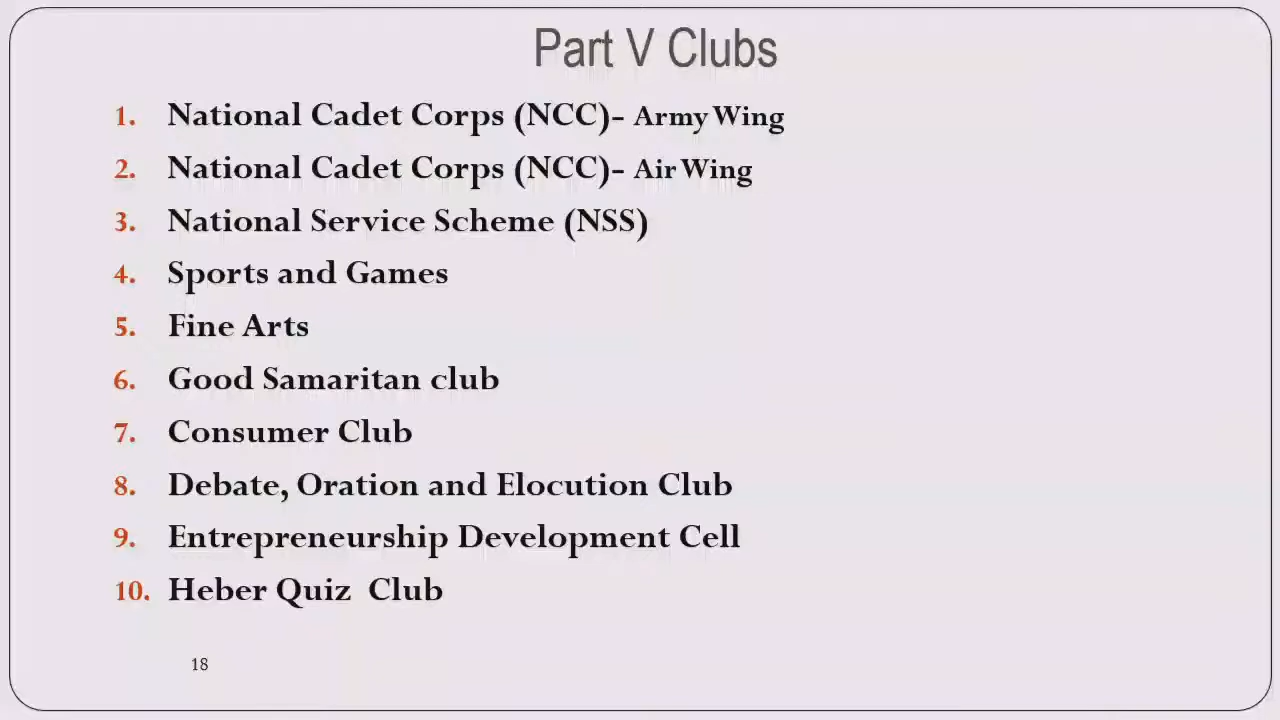 Part V Clubs
1. National Cadet Corps (NCC)- Army Wing
2. National Cadet Corps (NCC)- Air Wing
3. National Service Scheme (NSS)
4. Sports and Games
5. Fine Arts
6. Good Samaritan club
7. Consumer Club
8. Debate, Oration and Elocution Club
9. Entrepreneurship Development Cell
10. Heber Quiz Club
18